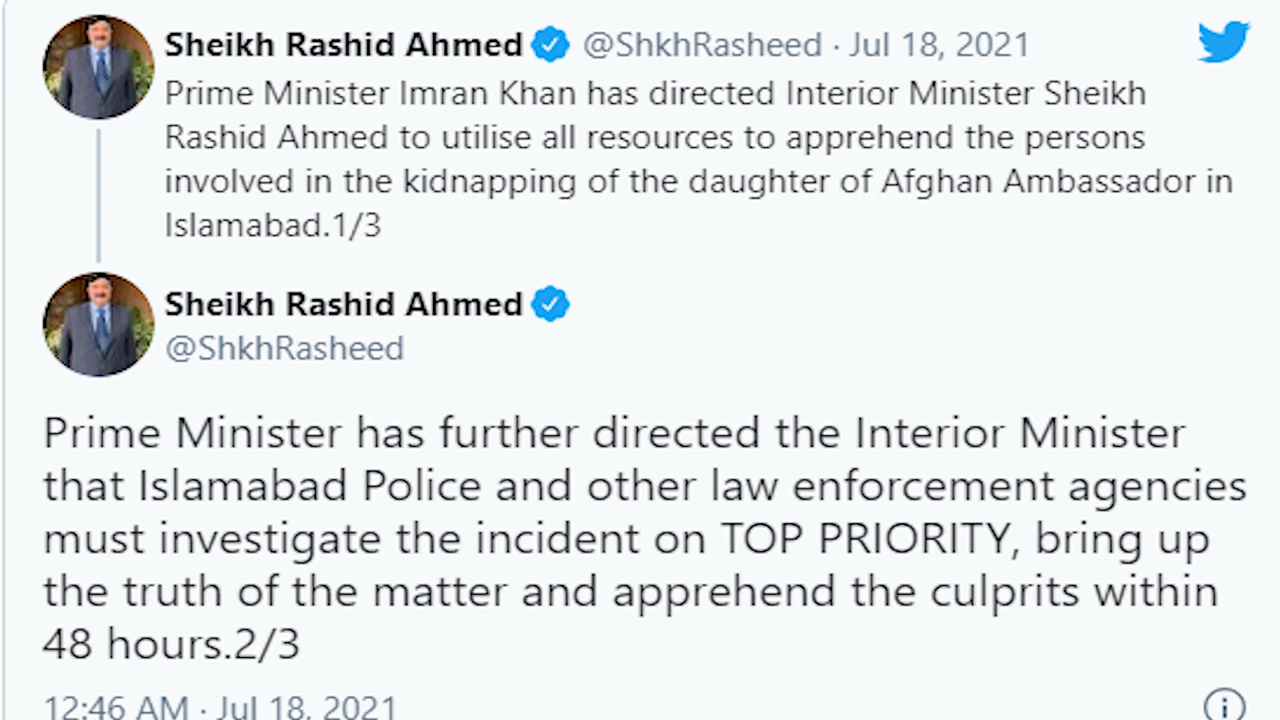 Sheikh Rashid Ahmed @ShkhRasheed · Jul 18, 2021
Prime Minister Imran Khan has directed Interior Minister Sheikh
Rashid Ahmed to utilise all resources to apprehend the persons
involved in the kidnapping of the daughter of Afghan Ambassador in
Islamabad.1/3
Sheikh Rashid Ahmed
@ShkhRasheed
Prime Minister has further directed the Interior Minister
that Islamabad Police and other law enforcement agencies
must investigate the incident on TOP PRIORITY, bring up
the truth of the matter and apprehend the culprits within
48 hours.2/3
12:46 AM · Jul 18, 2021